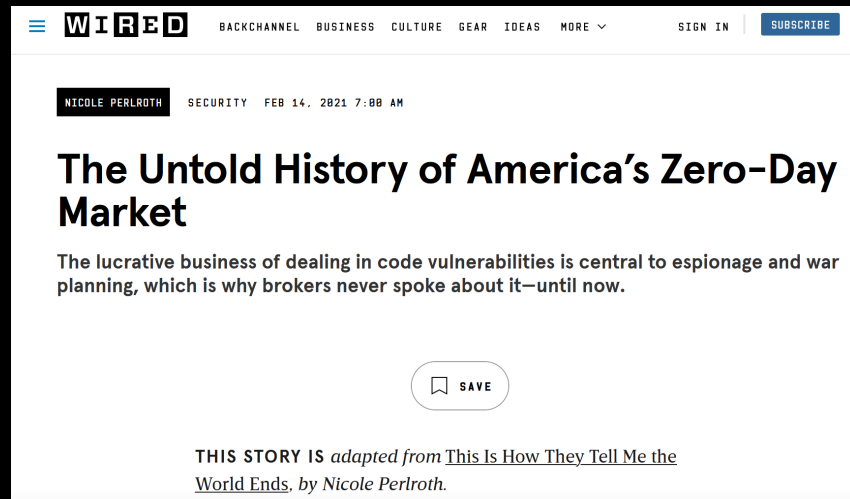 WIRED BACKCHANNEL BUSINESS CULTURE GEAR IDEAS MORE SIGN IN SUBSCRIBE
NICOLE PERLROTH SECURITY FEB 14, 2021 7:00 AM
The Untold History of America’s Zero-Day
Market
The lucrative business of dealing in code vulnerabilities is central to espionage and war
planning, which is why brokers never spoke about it—until now.
SAVE
THIS STORY IS adapted from This Is How They Tell Me the
World Ends, by Nicole Perlroth.